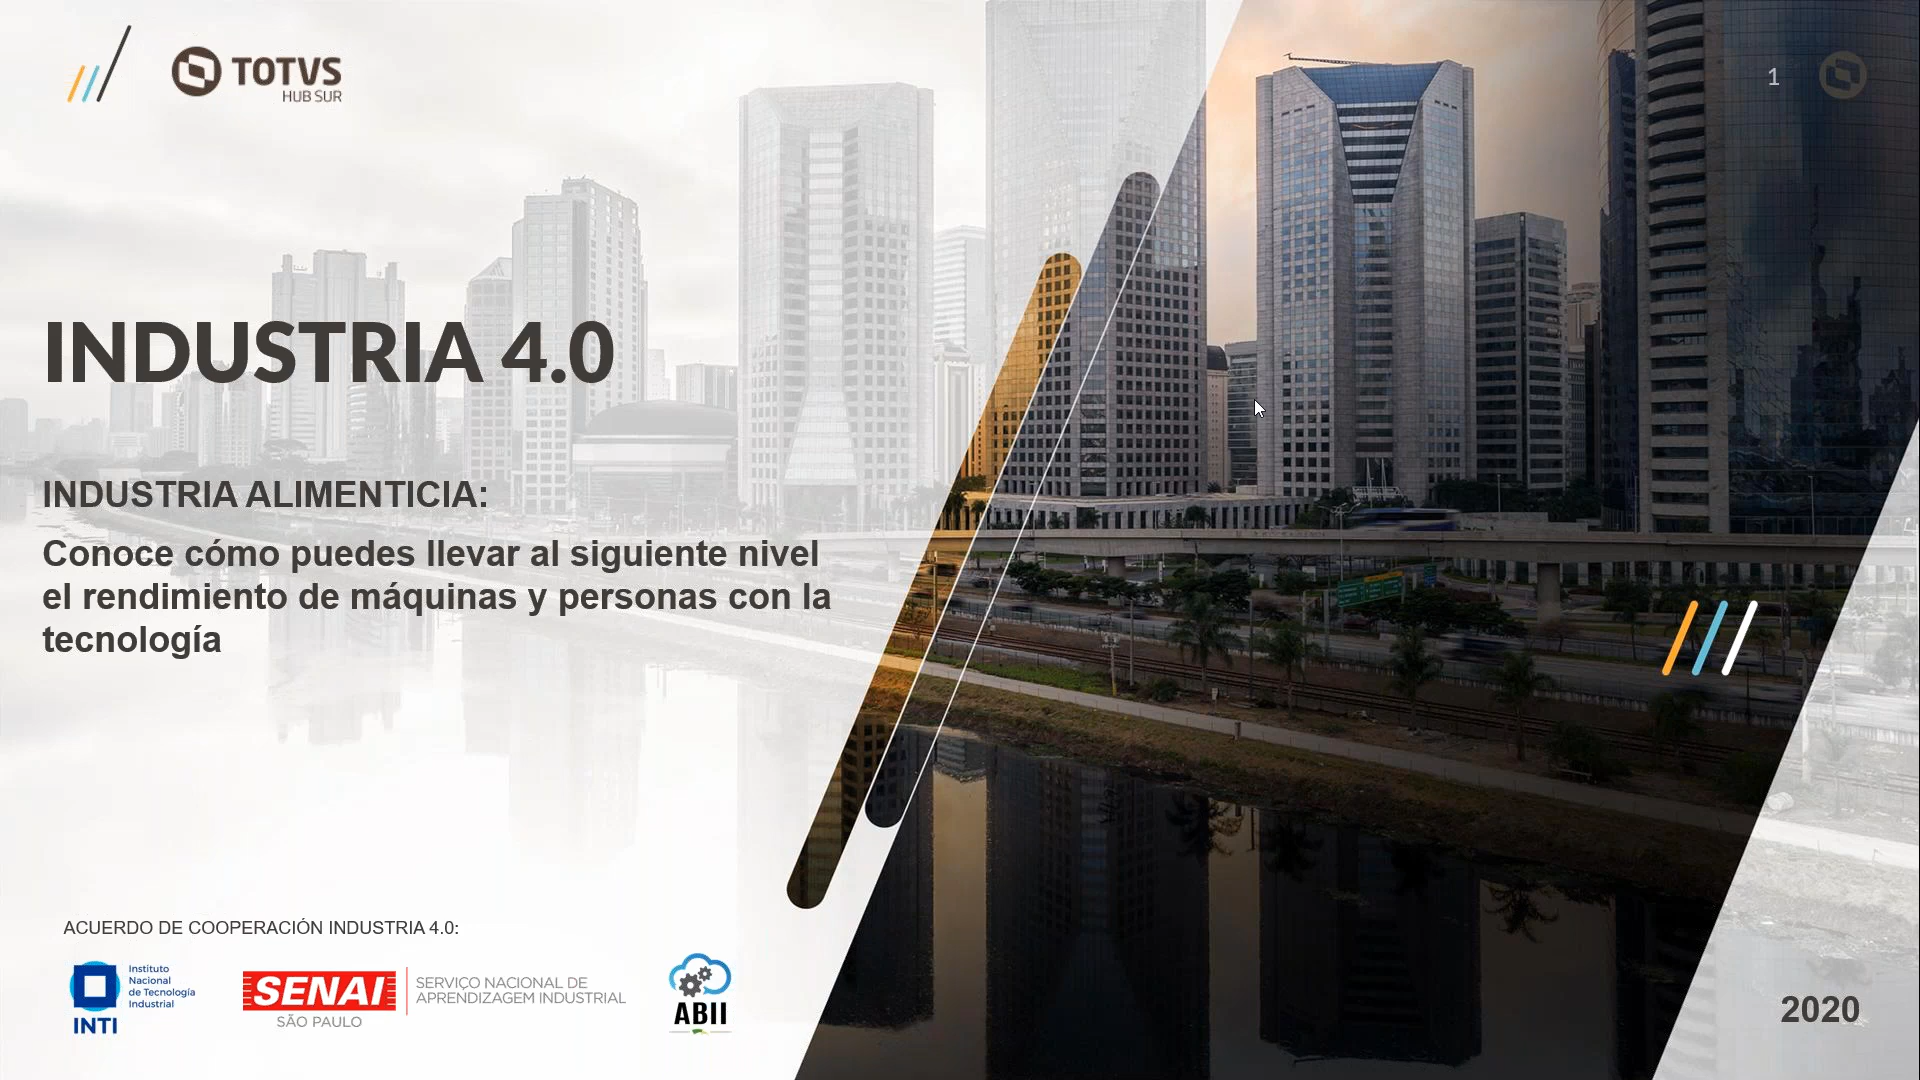 TOTVS
HUB SUR
1
INDUSTRIA 4.0
INDUSTRIA ALIMENTICIA:
Conoce cómo puedes llevar al siguiente nivel
el rendimiento de máquinas y personas con la
tecnología
ACUERDO DE COOPERACIÓN INDUSTRIA 4.0:
Instituto
Nacional
de Tecnología
Industrial
INTI
SENAI
SÃO PAULO
SERVIÇO NACIONAL DE
APRENDIZAGEM INDUSTRIAL
ABII
2020